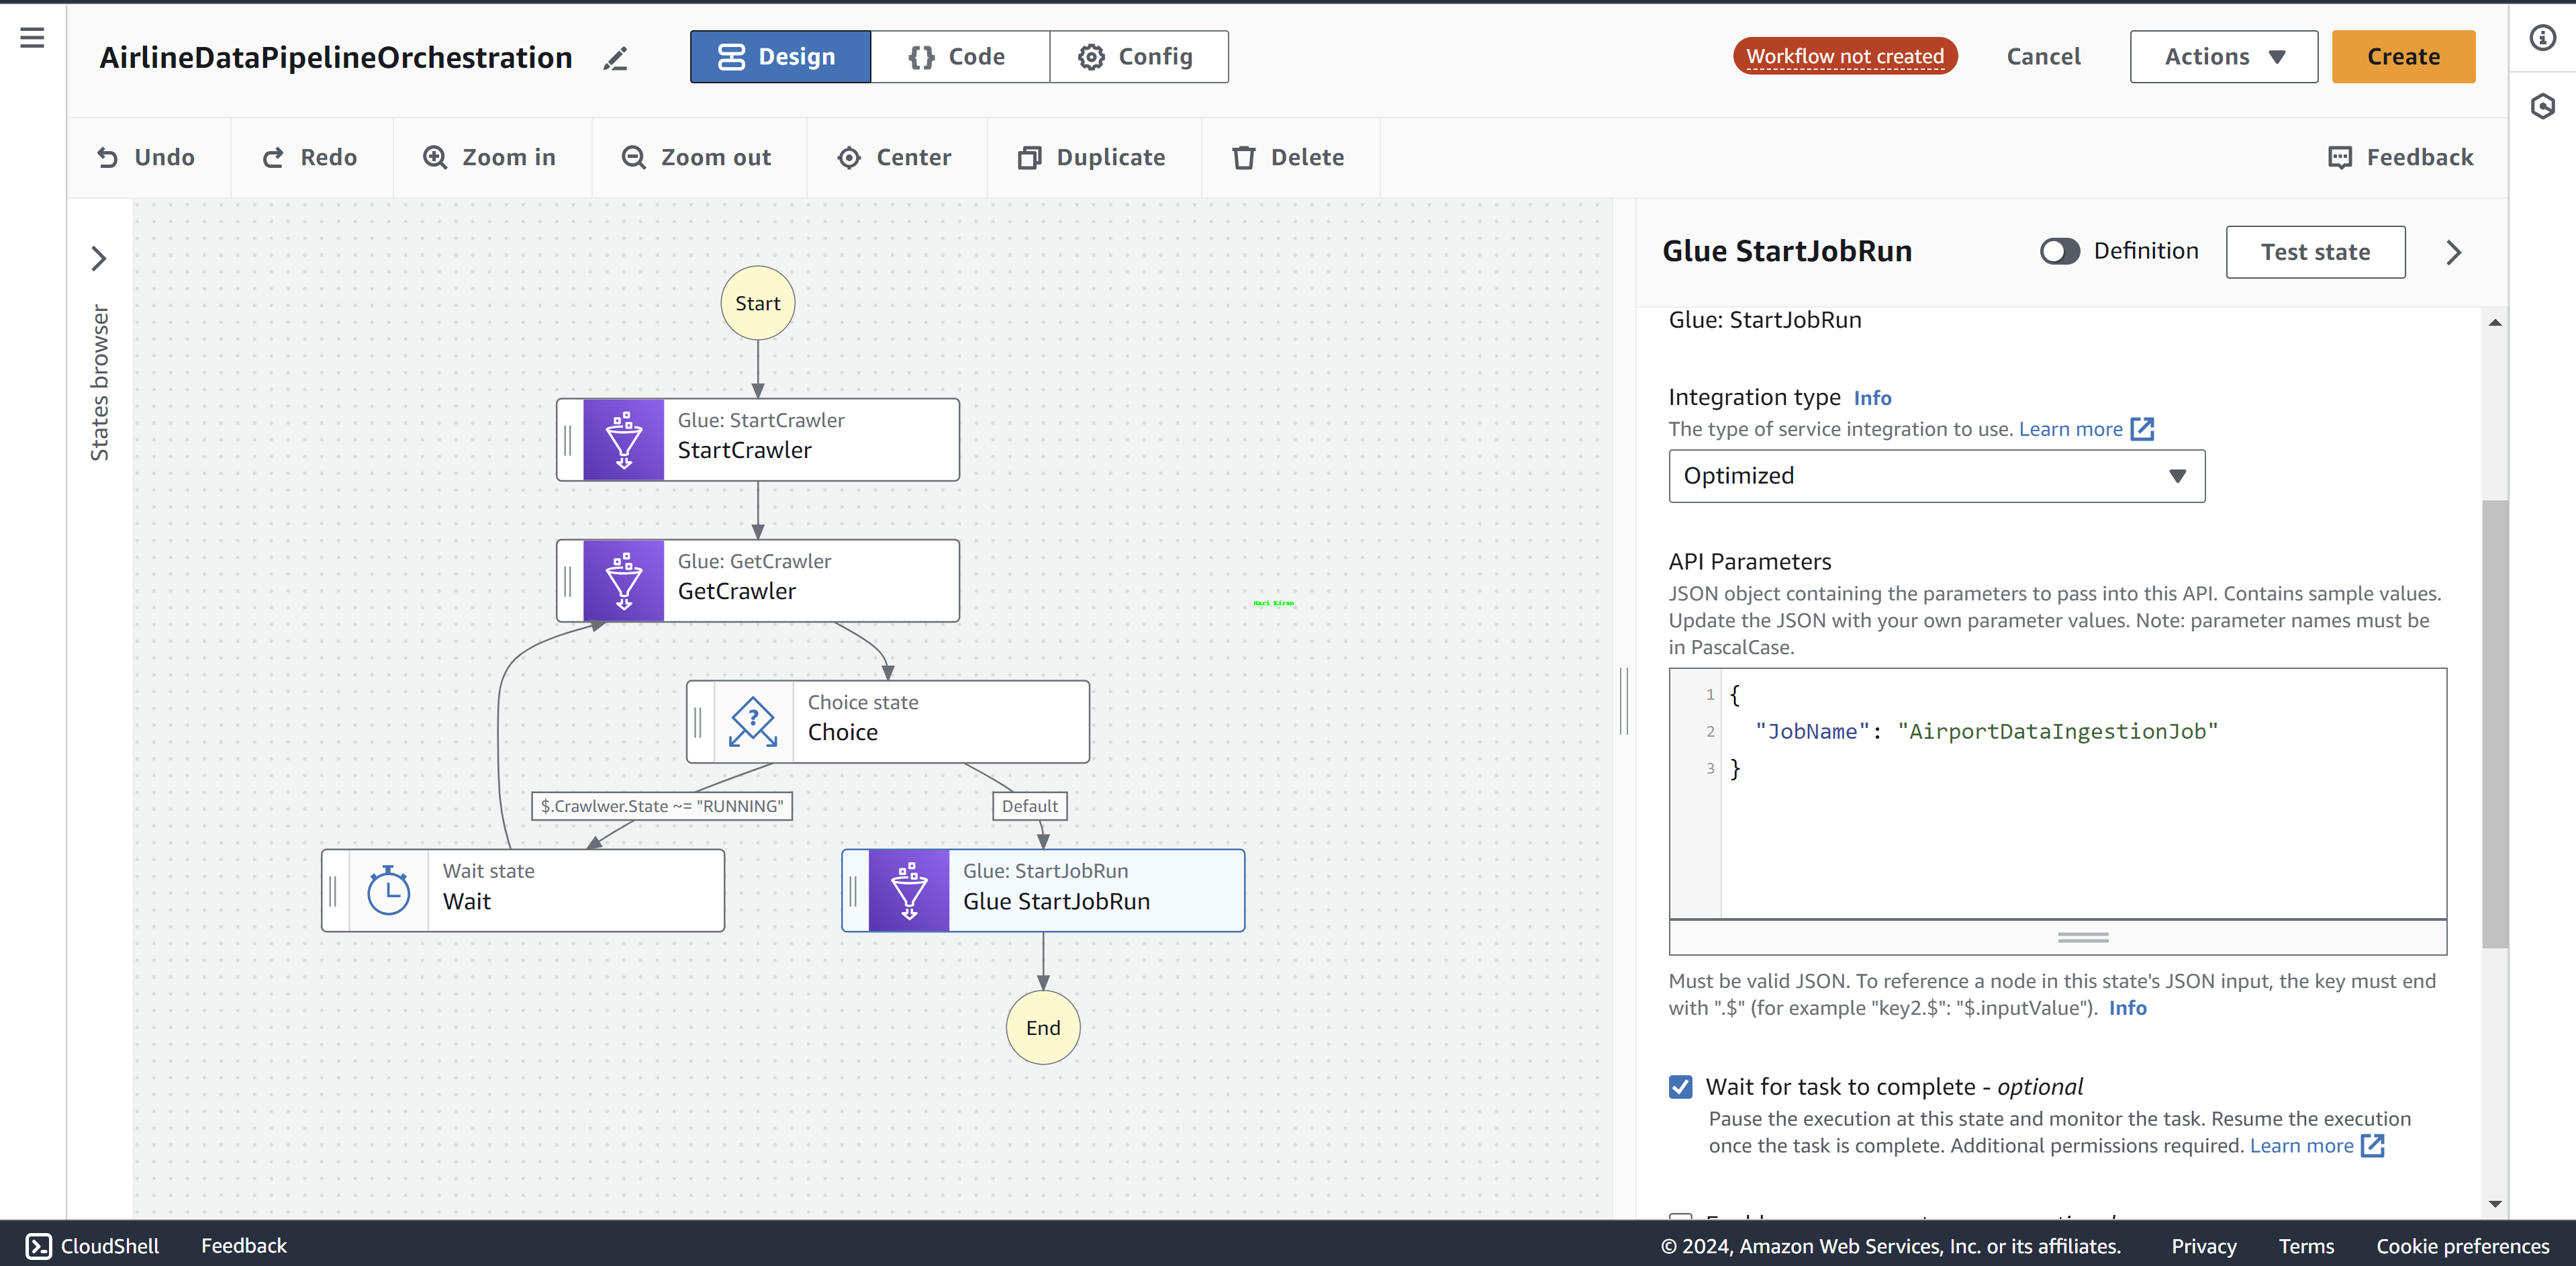 AirlineDataPipelineOrchestration
Design
Code
Config
Workflow not created
Cancel
Actions
Create
Undo
Redo
Zoom in
Zoom out
Center
Duplicate
Delete
Feedback
States browser
Start
Glue: StartCrawler
StartCrawler
Glue: GetCrawler
GetCrawler
Hari Kiran
Choice state
Choice
$.Crawlwer.State ~= "RUNNING"
Default
Wait state
Wait
Glue: StartJobRun
Glue StartJobRun
End
Glue StartJobRun
Definition
Test state
Glue: StartJobRun
Integration type Info
The type of service integration to use. Learn more
Optimized
API Parameters
JSON object containing the parameters to pass into this API. Contains sample values.
Update the JSON with your own parameter values. Note: parameter names must be
in PascalCase.
1 {
2 "JobName": "AirportDataIngestionJob"
3 }
Must be valid JSON. To reference a node in this state's JSON input, the key must end
with ".$" (for example "key2.$": "$.inputValue"). Info
Wait for task to complete - optional
Pause the execution at this state and monitor the task. Resume the execution
once the task is complete. Additional permissions required. Learn more
CloudShell
Feedback
© 2024, Amazon Web Services, Inc. or its affiliates.
Privacy
Terms
Cookie preferences